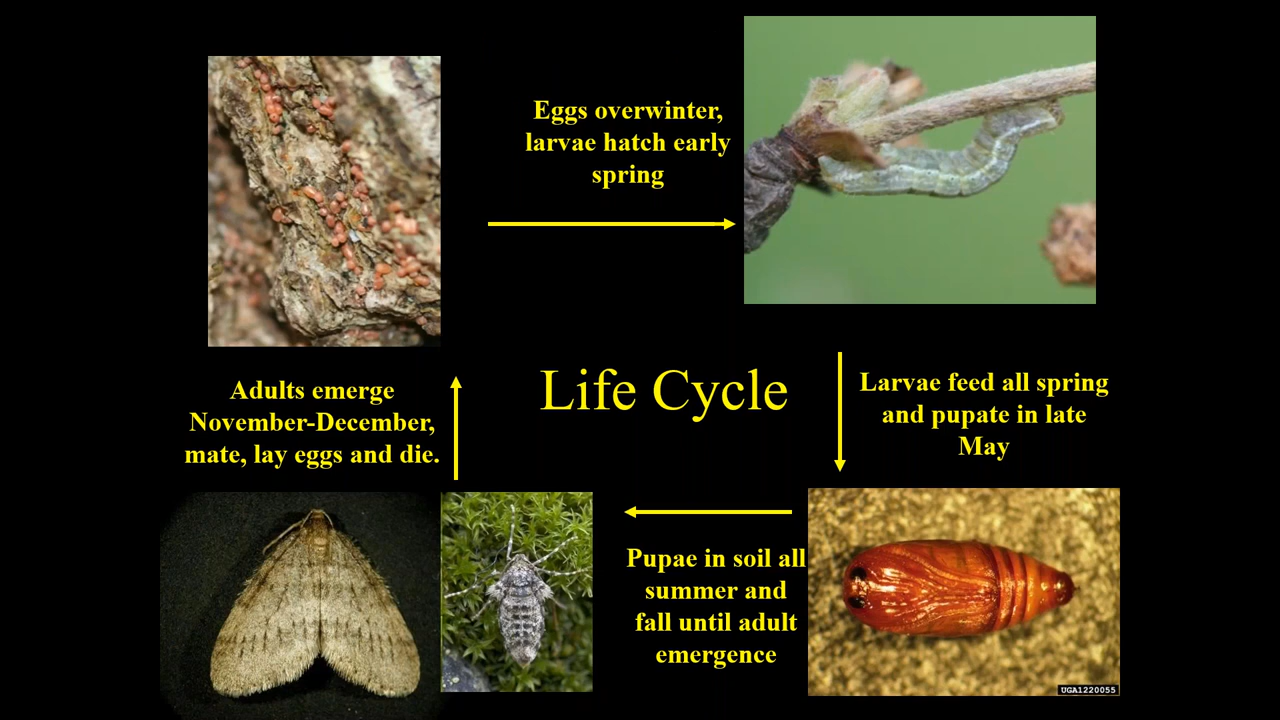 Eggs overwinter,
larvae hatch early
spring
Life Cycle
Larvae feed all spring
and pupate in late
May
Pupae in soil all
summer and
fall until adult
emergence
Adults emerge
November-December,
mate, lay eggs and die.
UGA1220055